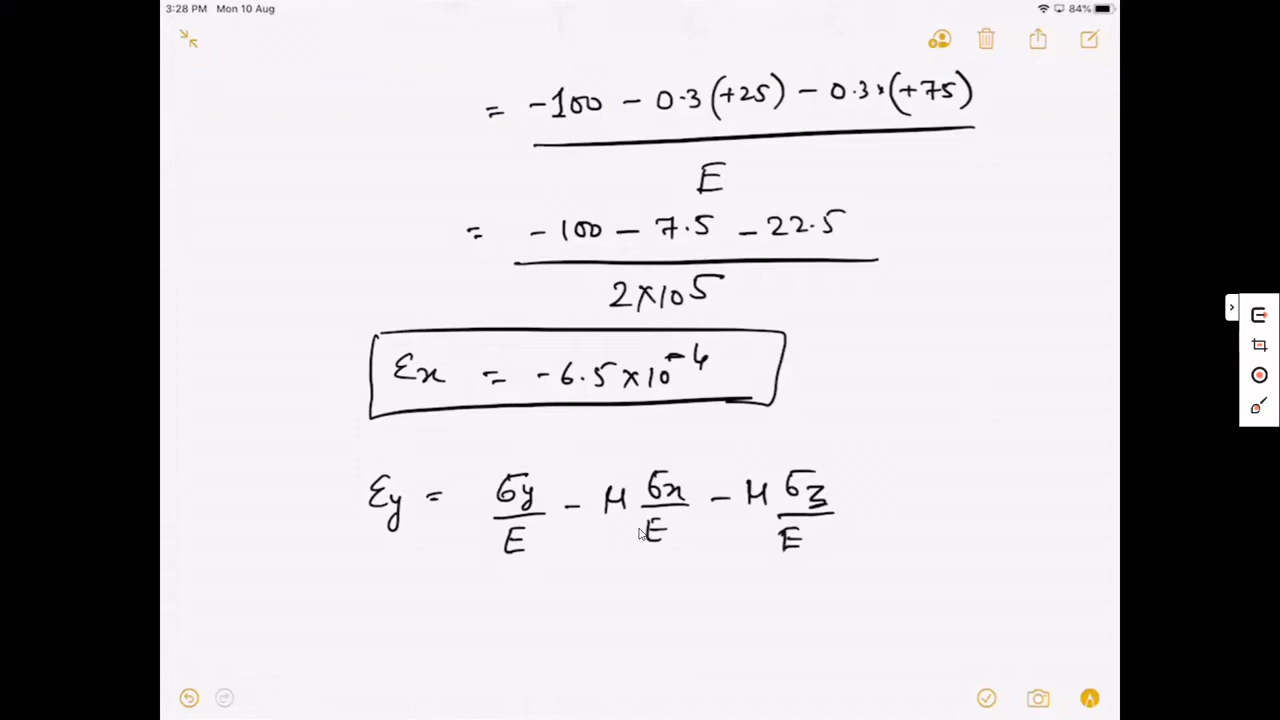 3:28 PM Mon 10 Aug 84%
= -100 - 0.3 (+25) - 0.3 × (+75)
E
= -100 - 7.5 - 22.5
2×10 5
εx = -6.5×10^-4
εy = σy/E - μ σx/E - μ σz/E